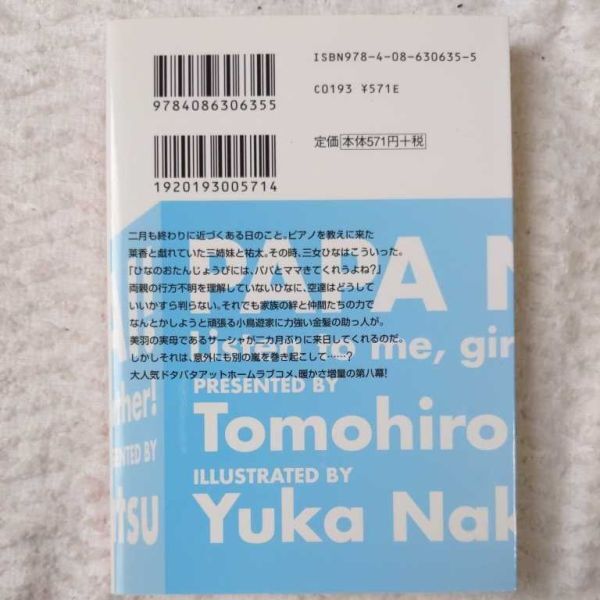 ISBN978-4-08-630635-5
C0193 ¥571E
9784086306355
定価 本体571円+税
1920193005714
二月も終わりに近づくある日のこと。ピアノを教えに来た
莱香と戯れていた三姉妹と祐太。その時、三女ひなはこういった。
「ひなのおたんじょうびには、パパとママきてくれうよね?」
両親の行方不明を理解していないひなに、空達はどうして
いいかすら判らない。それでも家族の絆と仲間たちの力で
なんとかしようと頑張る小鳥遊家に力強い金髪の助っ人が。
美羽の実母であるサーシャが二カ月ぶりに来日してくれるのだ。
しかしそれは、意外にも別の嵐を巻き起こして……?
大人気ドタバタアットホームラブコメ、暖かさ増量の第八幕!
PAPA N
to me, gir
ther!
PRESENTED BY
ENTED BY
Tomohiro
ILLUSTRATED BY
TSU
Yuka Nak